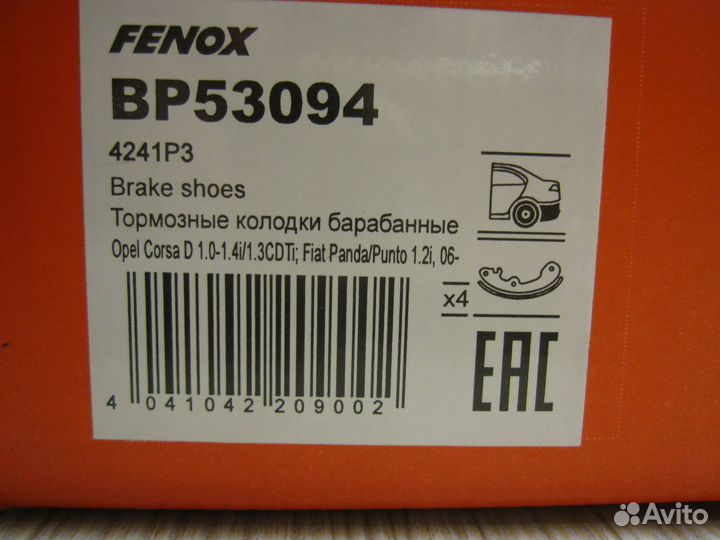 FENOX
BP53094
4241P3
Brake shoes
Тормозные колодки барабанные
Opel Corsa D 1.0-1.4i/1.3CDTi; Fiat Panda/Punto 1.2i, 06-
x4
4 041042 209002
EAC
Avito